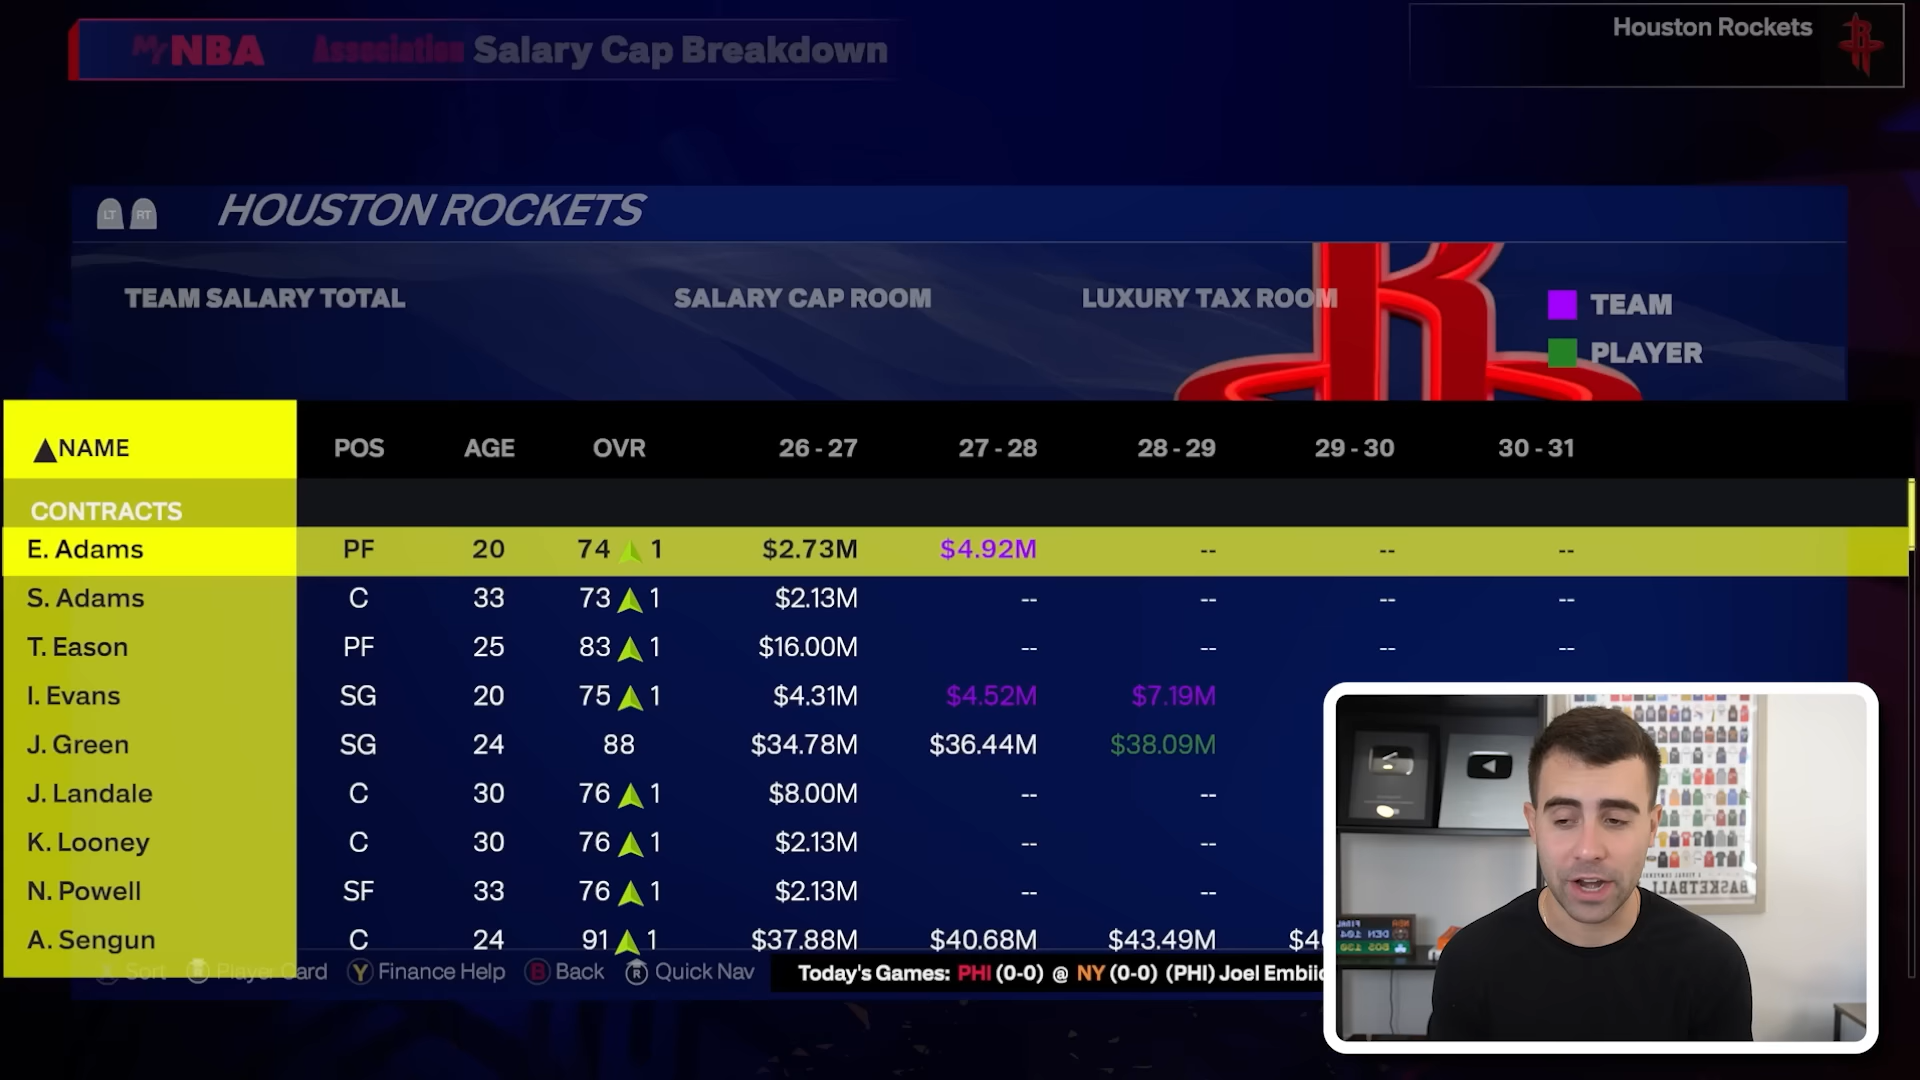 MyNBA Association Salary Cap Breakdown
Houston Rockets
LT RT HOUSTON ROCKETS
TEAM SALARY TOTAL SALARY CAP ROOM LUXURY TAX ROOM
TEAM
PLAYER
NAME POS AGE OVR 26 - 27 27 - 28 28 - 29 29 - 30 30 - 31
CONTRACTS
E. Adams PF 20 74 1 $2.73M $4.92M -- -- --
S. Adams C 33 73 1 $2.13M -- -- -- --
T. Eason PF 25 83 1 $16.00M -- -- -- --
I. Evans SG 20 75 1 $4.31M $4.52M $7.19M
J. Green SG 24 88 $34.78M $36.44M $38.09M
J. Landale C 30 76 1 $8.00M -- --
K. Looney C 30 76 1 $2.13M -- --
N. Powell SF 33 76 1 $2.13M -- --
A. Sengun C 24 91 1 $37.88M $40.68M $43.49M
Sort Player Card Y Finance Help B Back R Quick Nav
Today's Games: PHI (0-0) @ NY (0-0) (PHI) Joel
BASKETBALL